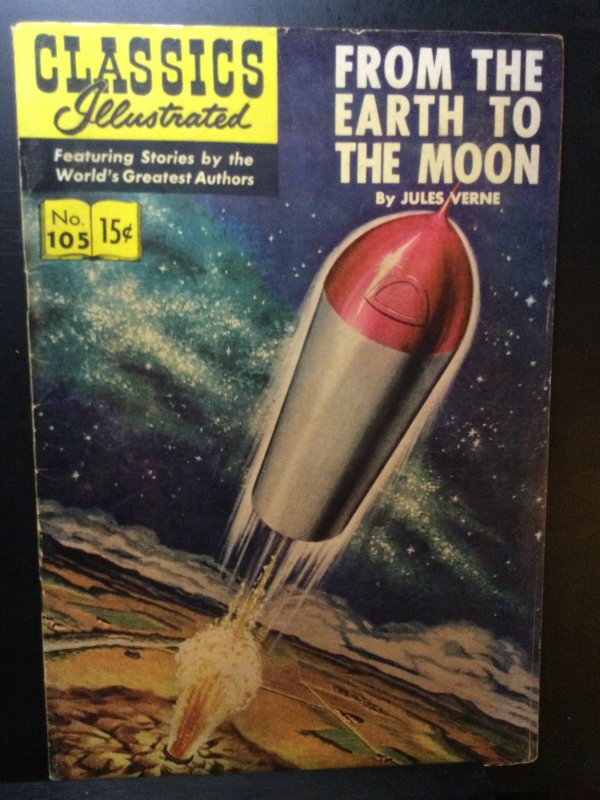 CLASSICS
Illustrated
Featuring Stories by the
World's Greatest Authors
No.
105
15¢
FROM THE
EARTH TO
THE MOON
By JULES VERNE